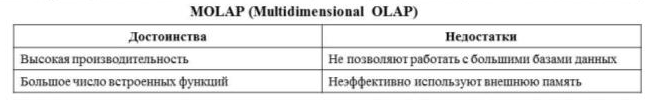 MOLAP (Multidimensional OLAP)
Достоинства Недостатки
Высокая производительность Не позволяют работать с большими базами данных
Большое число встроенных функций Неэффективно используют внешнюю память